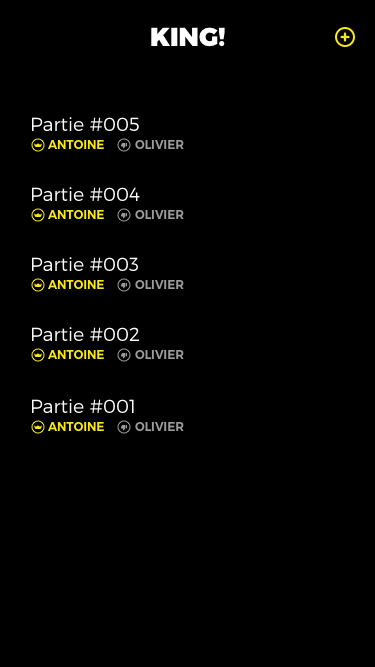 KING!
Partie #005
ANTOINE OLIVIER
Partie #004
ANTOINE OLIVIER
Partie #003
ANTOINE OLIVIER
Partie #002
ANTOINE OLIVIER
Partie #001
ANTOINE OLIVIER